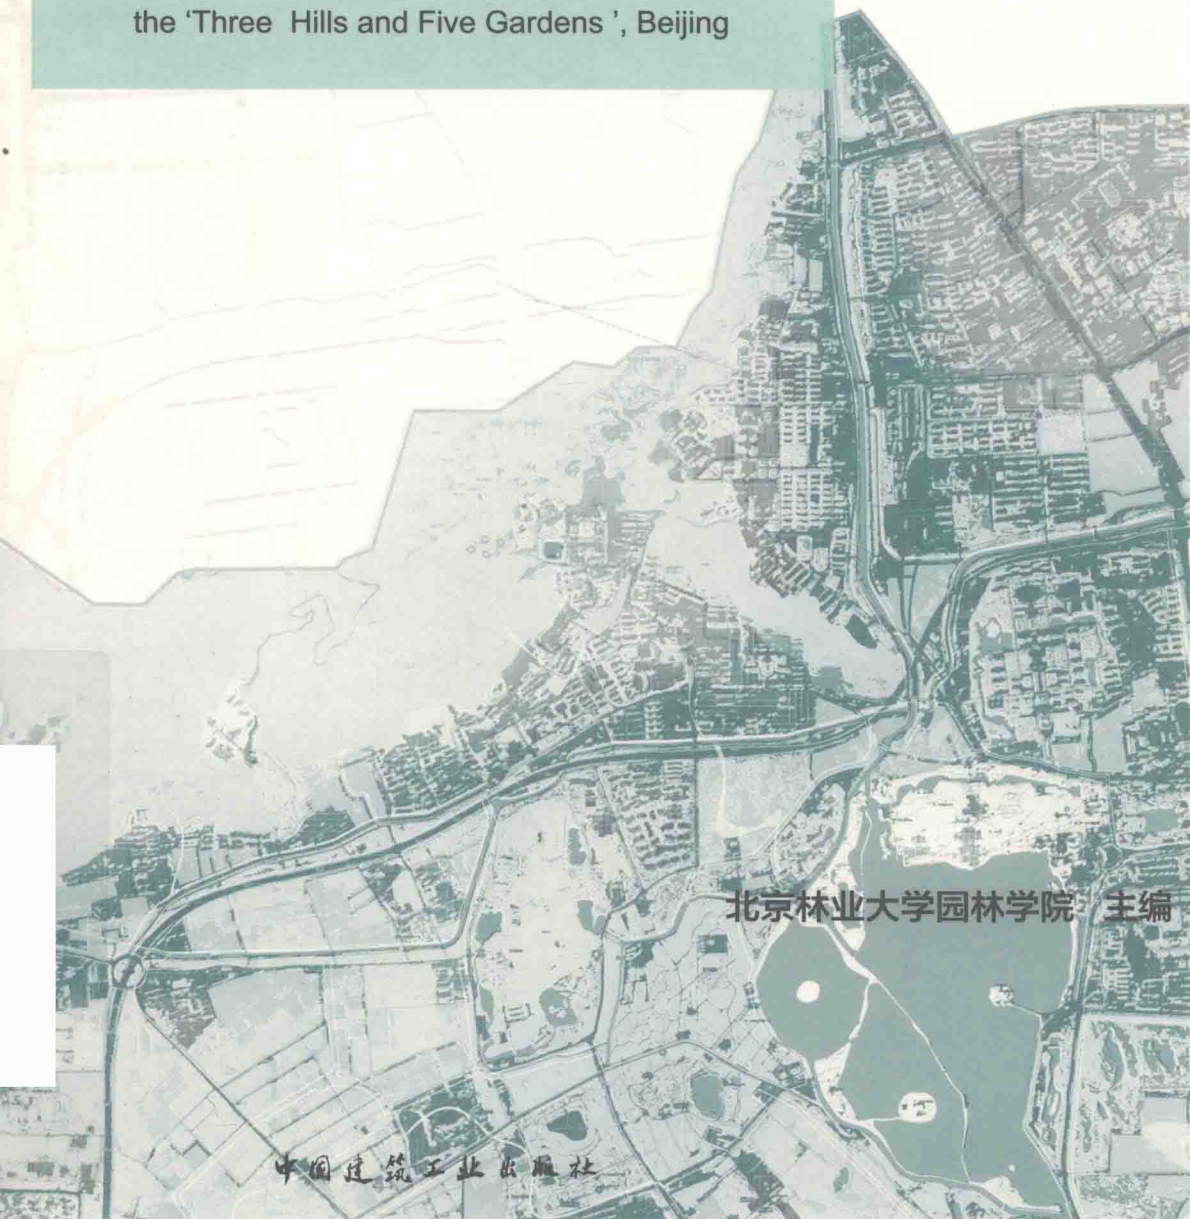 the ‘Three Hills and Five Gardens ’, Beijing
北京林业大学园林学院 主编
中国建筑工业出版社